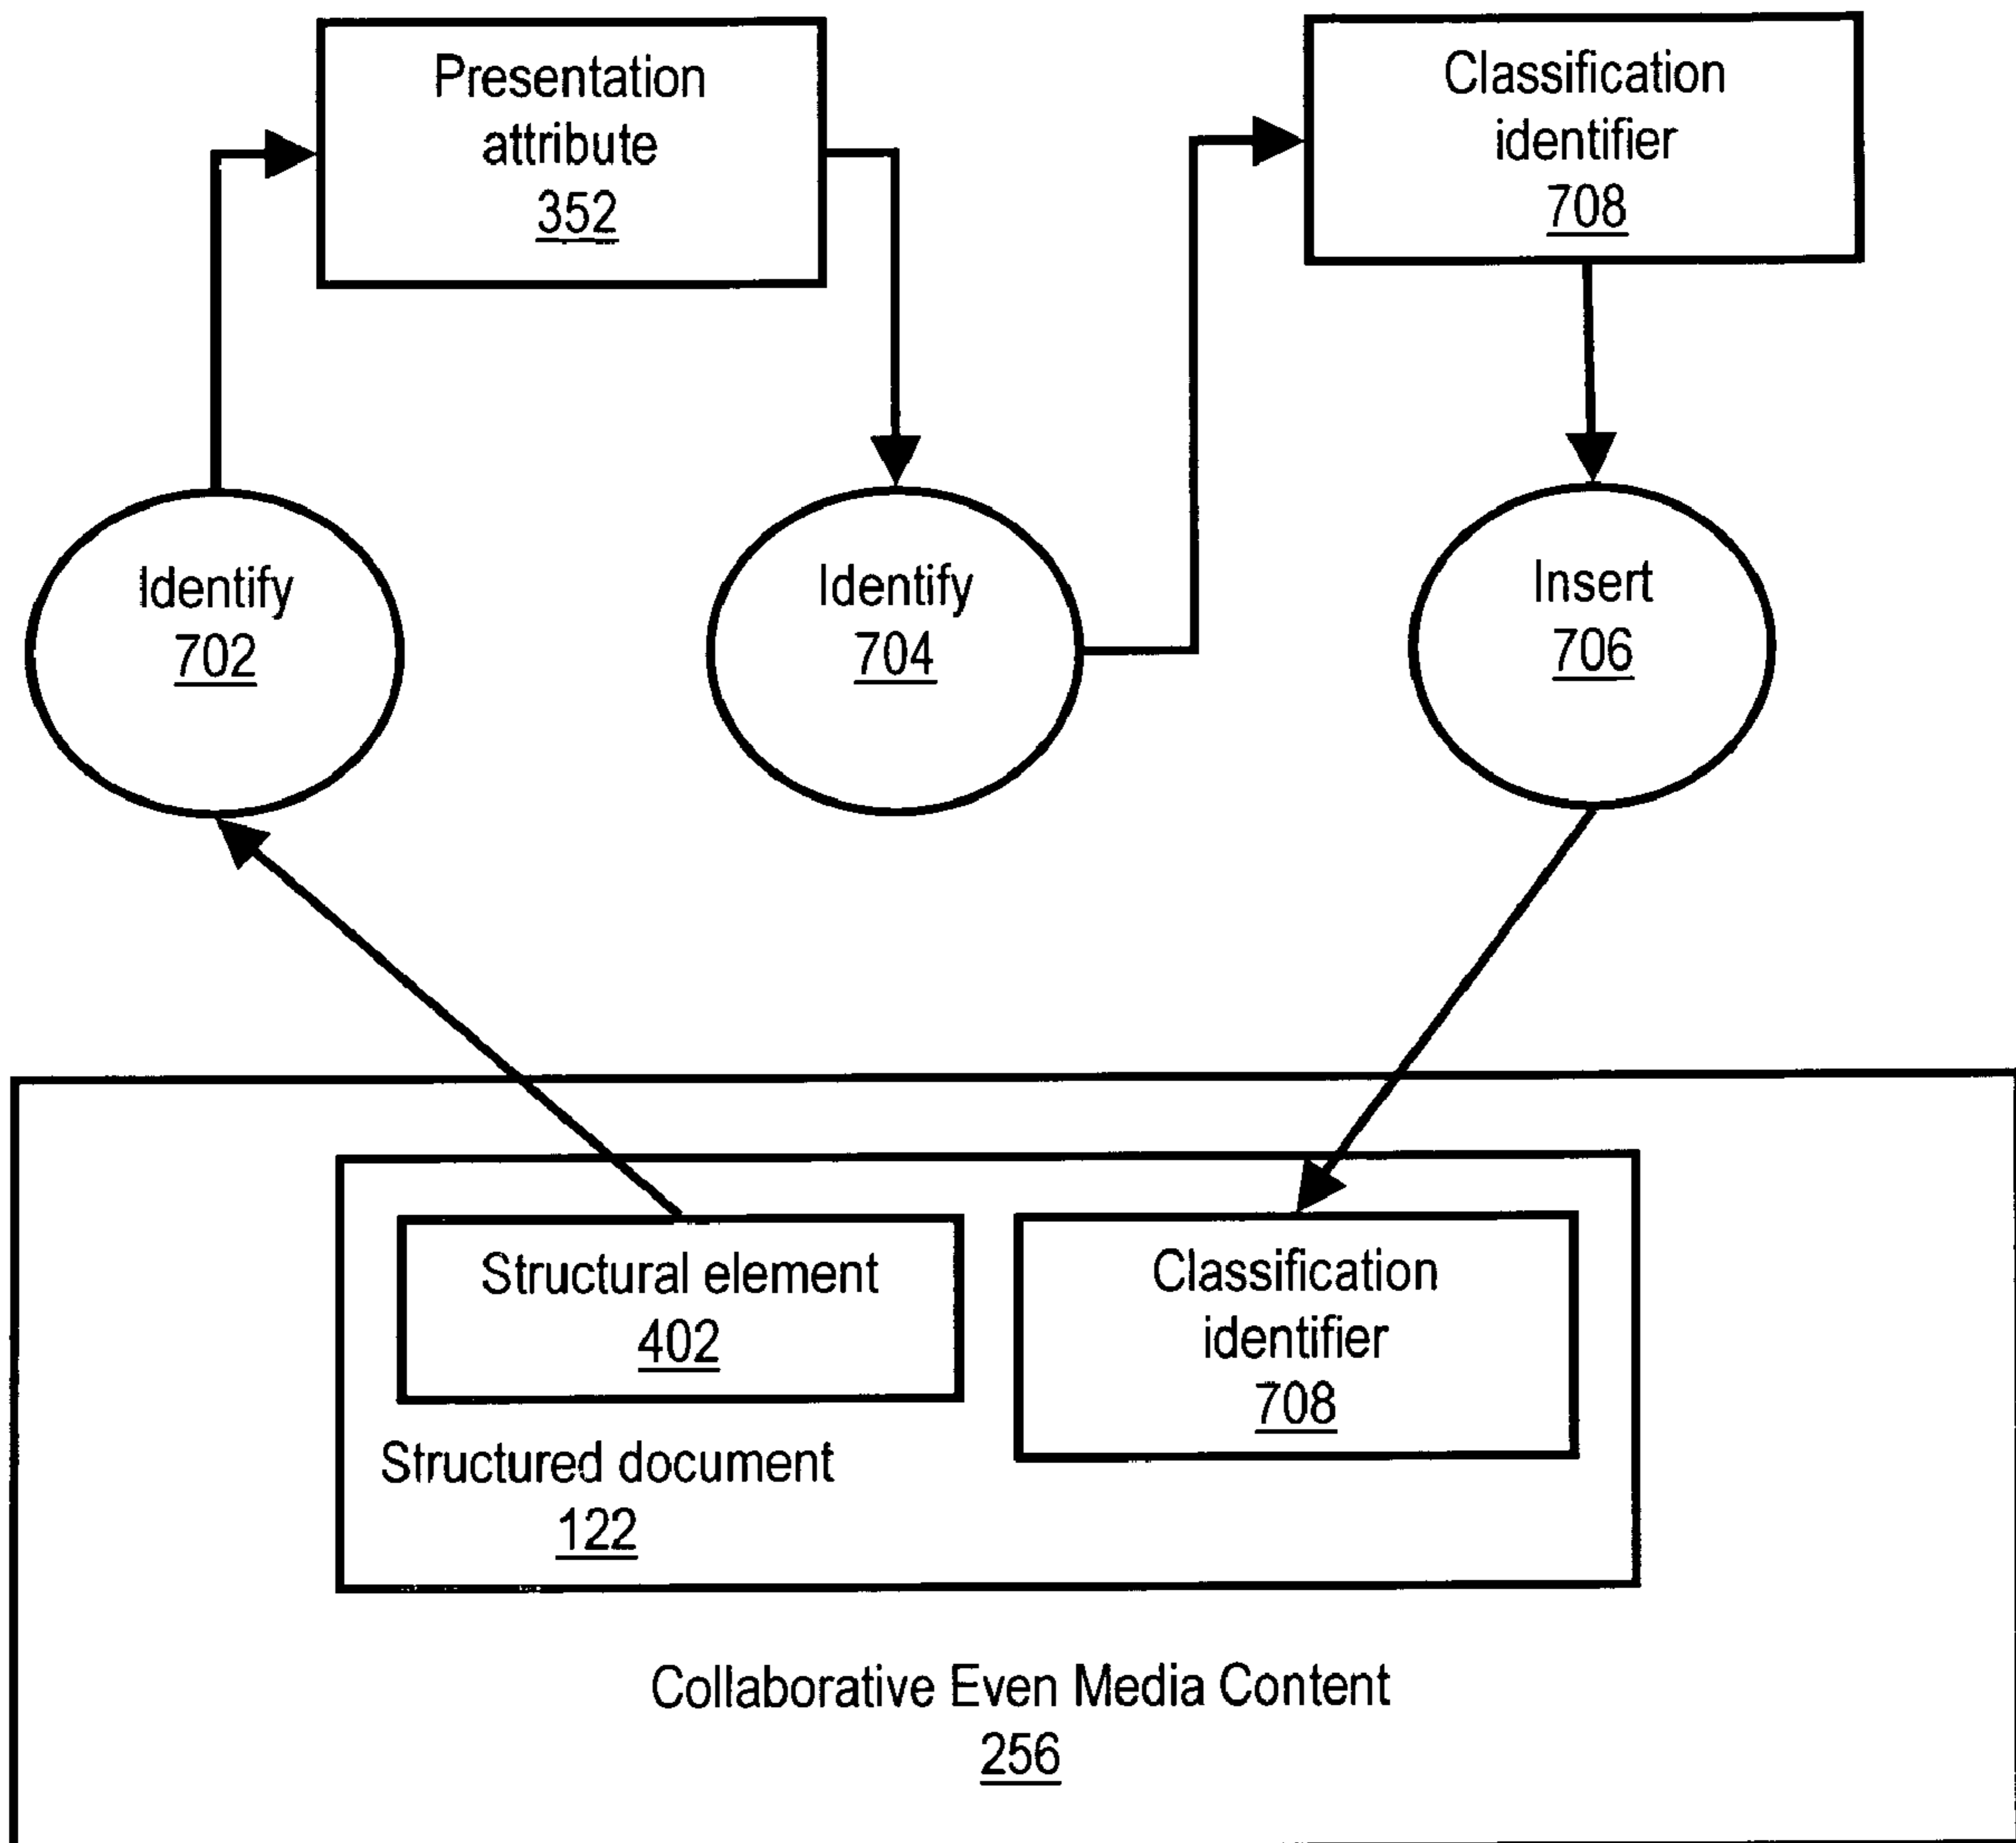 Presentation
attribute
352
Classification
identifier
708
Identify
702
Identify
704
Insert
706
Structural element
402
Classification
identifier
708
Structured document
122
Collaborative Even Media Content
256